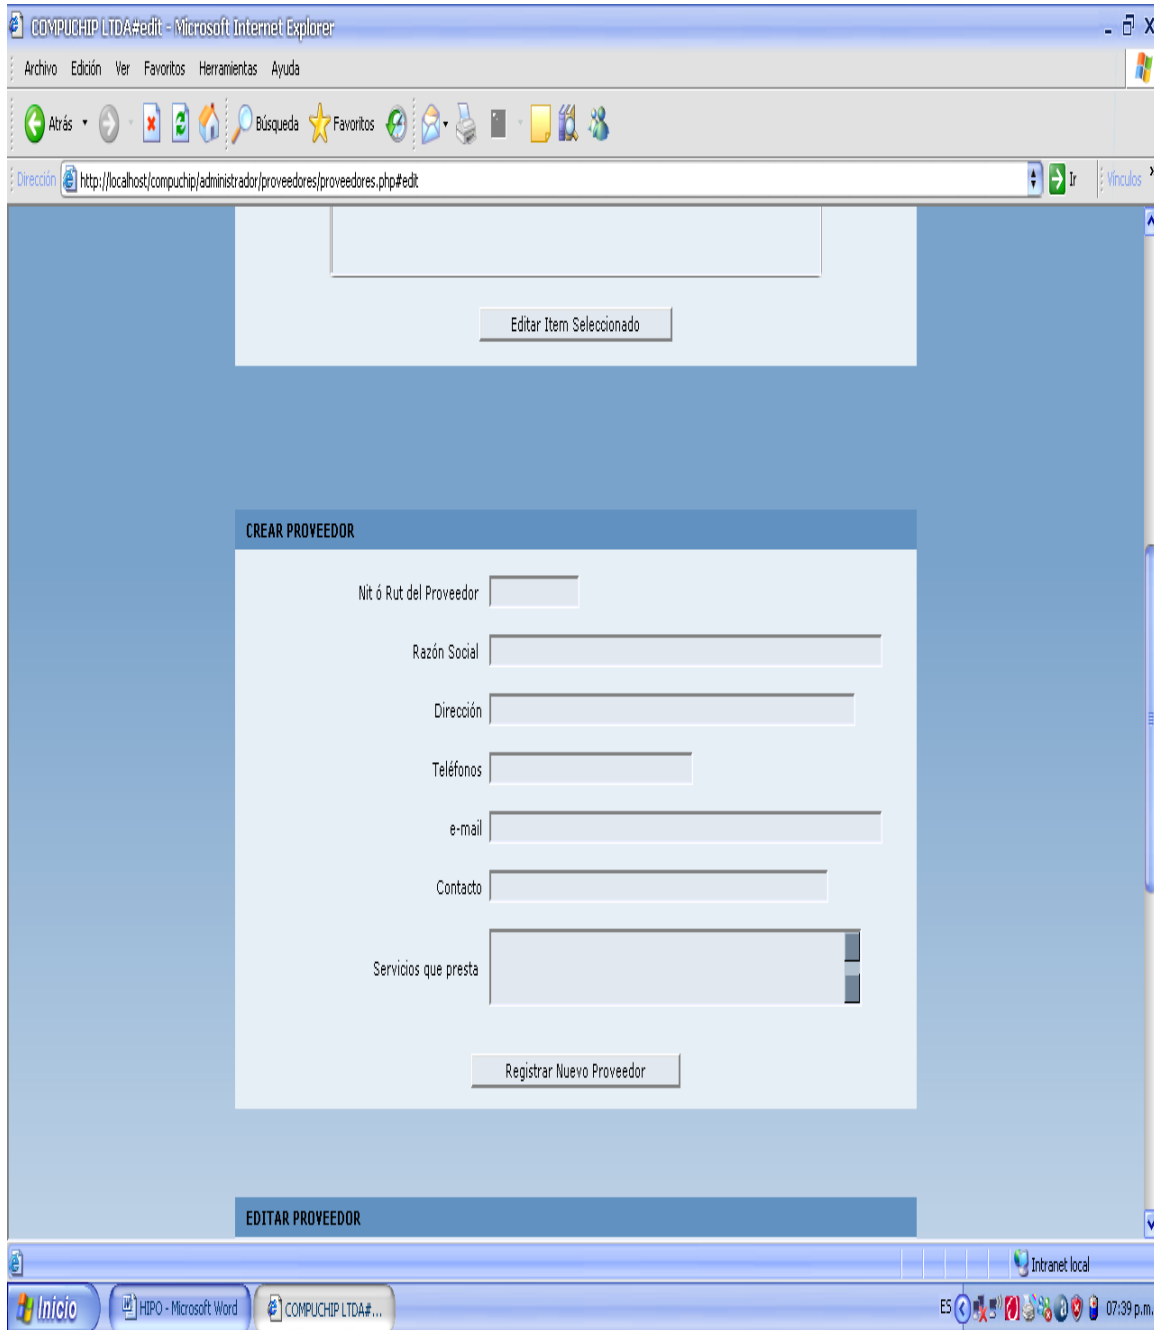 COMPUCHIP LTDA#edit - Microsoft Internet Explorer
Archivo Edición Ver Favoritos Herramientas Ayuda
Atrás Búsqueda Favoritos
Dirección http://localhost/compuchip/administrador/proveedores/proveedores.php#edit Ir Vínculos
Editar Item Seleccionado
CREAR PROVEEDOR
Nit ó Rut del Proveedor
Razón Social
Dirección
Teléfonos
e-mail
Contacto
Servicios que presta
Registrar Nuevo Proveedor
EDITAR PROVEEDOR
Intranet local
Inicio HIPO - Microsoft Word COMPUCHIP LTDA#... ES 07:39 p.m.